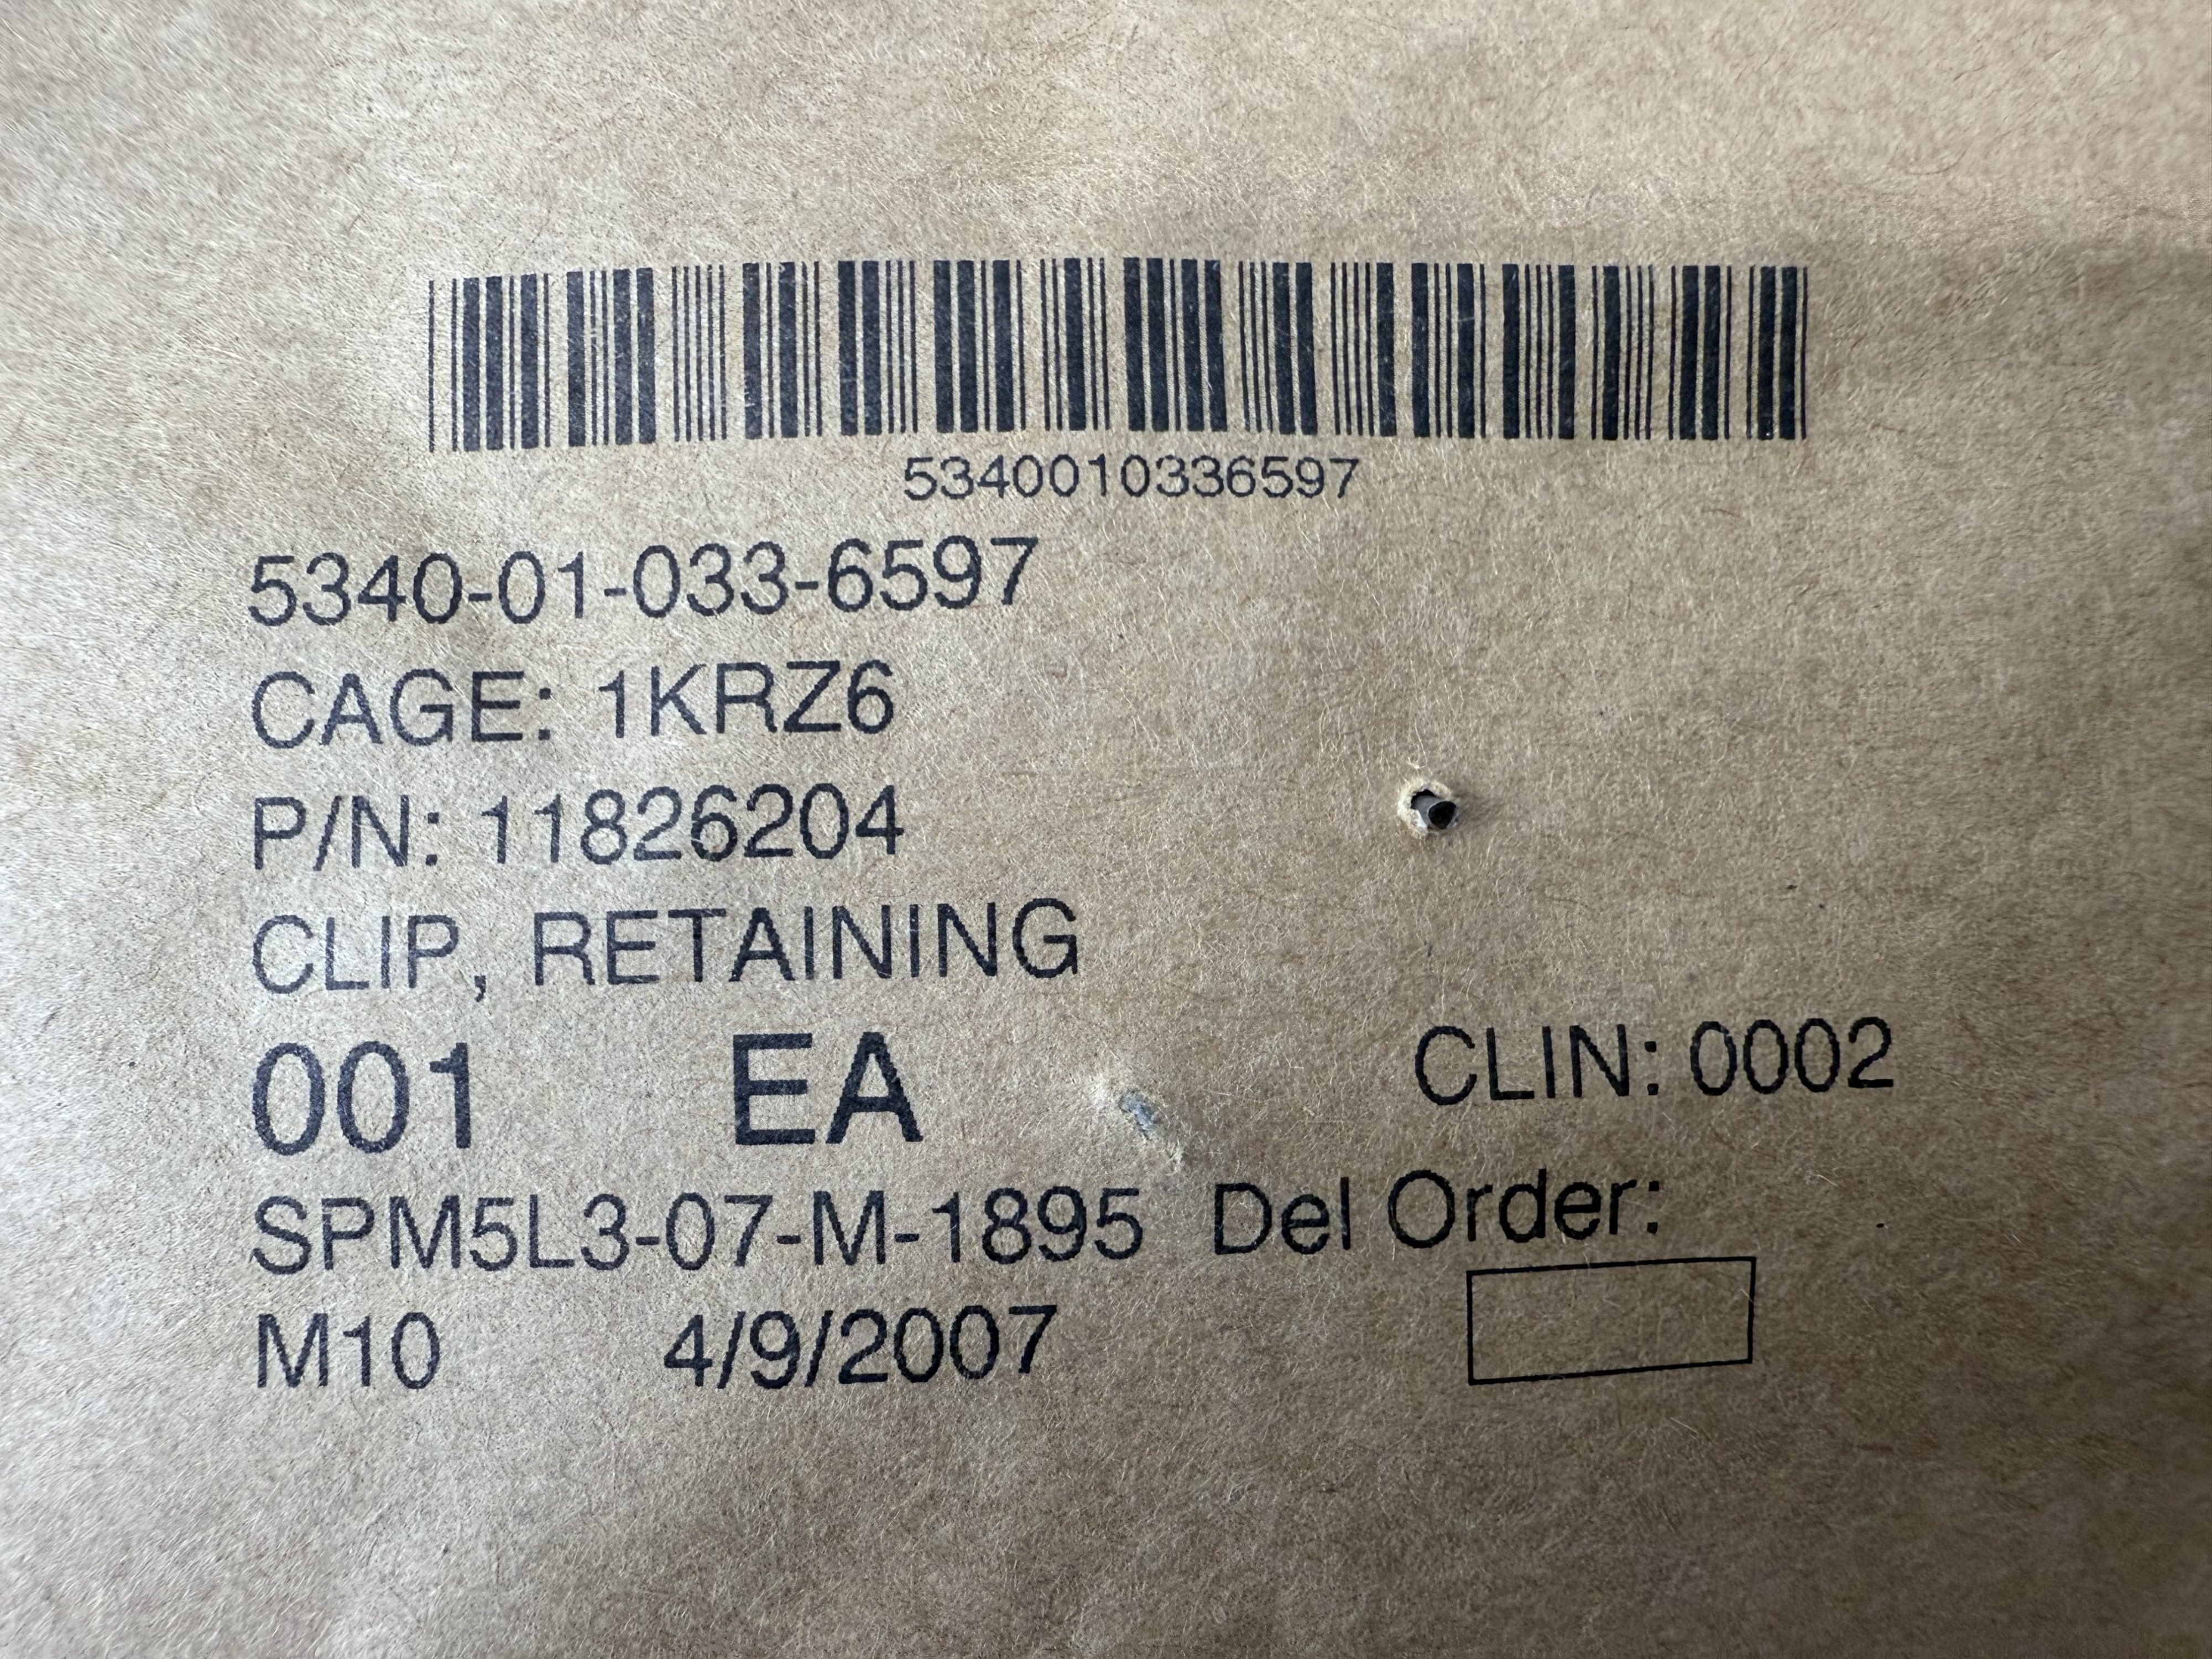 5340010336597
5340-01-033-6597
CAGE: 1KRZ6
P/N: 11826204
CLIP, RETAINING
001 EA CLIN: 0002
SPM5L3-07-M-1895 Del Order:
M10 4/9/2007